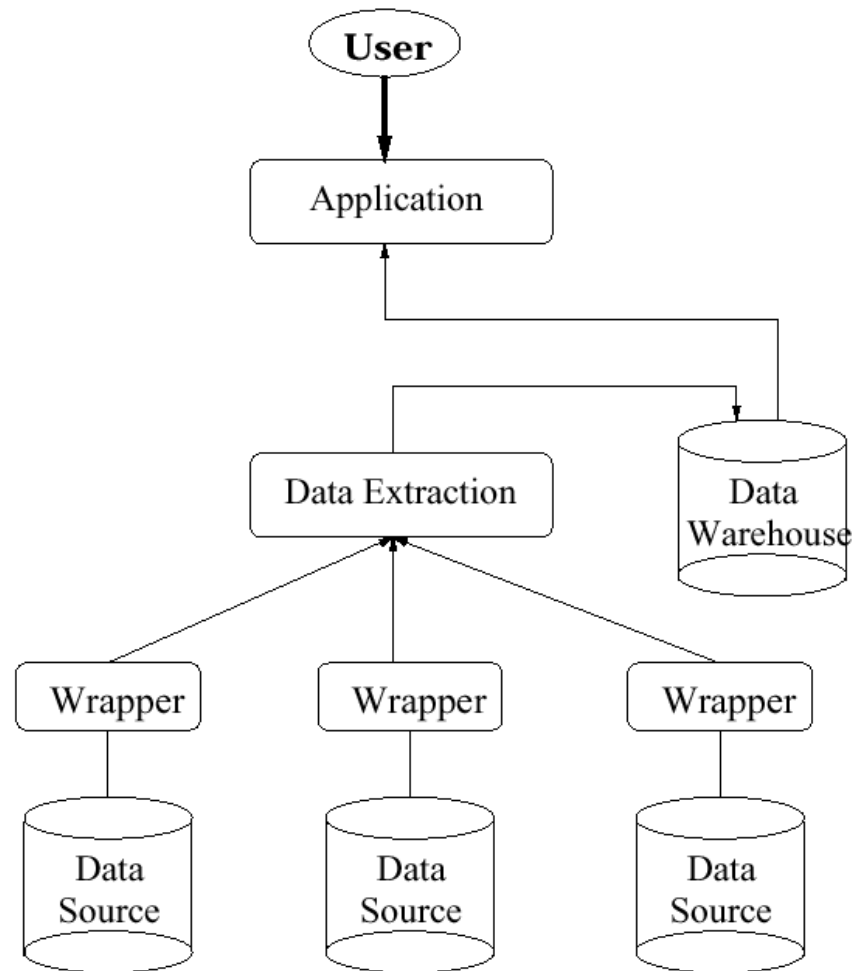 User
Application
Data Extraction
Data
Warehouse
Wrapper
Wrapper
Wrapper
Data
Source
Data
Source
Data
Source